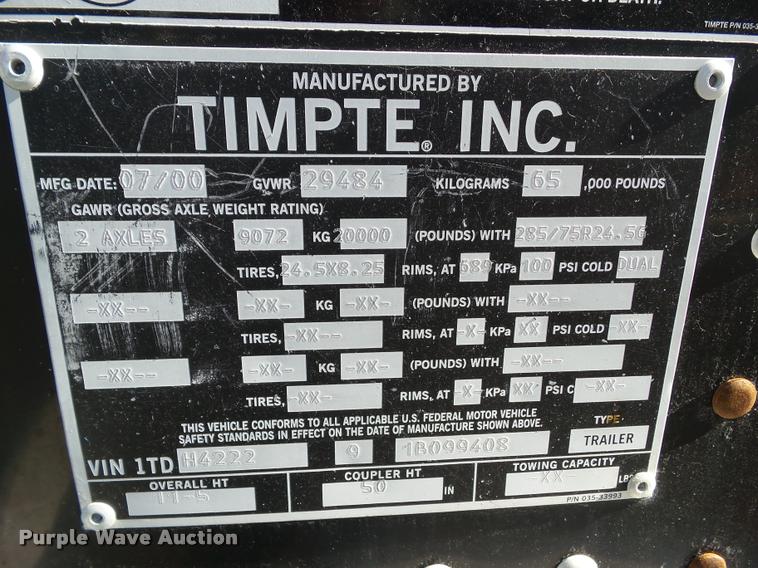 OR DEATH.
TIMPTE P/N 035-3
MANUFACTURED BY
TIMPTE® INC.
MFG DATE: 07/00 GVWR 29484 KILOGRAMS 65 ,000 POUNDS
GAWR (GROSS AXLE WEIGHT RATING)
2 AXLES 9072 KG 20000 (POUNDS) WITH 285/75R24.5G
TIRES, 24.5X8.25 RIMS, AT 689 KPa 100 PSI COLD DUAL
-XX-- -XX- KG -XX- (POUNDS) WITH -XX--
TIRES, -XX-- RIMS, AT -X- KPa XX PSI COLD -XX-
-XX-- -XX- KG -XX- (POUNDS) WITH -XX--
TIRES, -XX-- RIMS, AT -X- KPa XX PSI C -XX-
THIS VEHICLE CONFORMS TO ALL APPLICABLE U.S. FEDERAL MOTOR VEHICLE
SAFETY STANDARDS IN EFFECT ON THE DATE OF MANUFACTURE SHOWN ABOVE.
TYPE
TRAILER
VIN 1TD H4222 9 1B099408
OVERALL HT COUPLER HT TOWING CAPACITY
11-5 50 IN -XX- LBS
P/N 035-33993
Purple Wave Auction